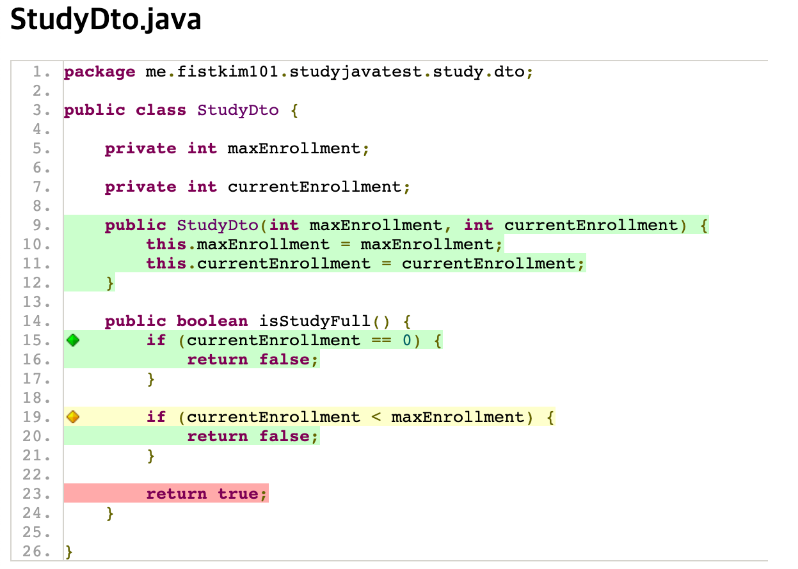 StudyDto.java
1. package me.fistkim101.studyjavatest.study.dto;
2.
3. public class StudyDto {
4.
5.     private int maxEnrollment;
6.
7.     private int currentEnrollment;
8.
9.     public StudyDto(int maxEnrollment, int currentEnrollment) {
10.         this.maxEnrollment = maxEnrollment;
11.         this.currentEnrollment = currentEnrollment;
12.     }
13.
14.     public boolean isStudyFull() {
15.         if (currentEnrollment == 0) {
16.             return false;
17.         }
18.
19.         if (currentEnrollment < maxEnrollment) {
20.             return false;
21.         }
22.
23.         return true;
24.     }
25.
26. }